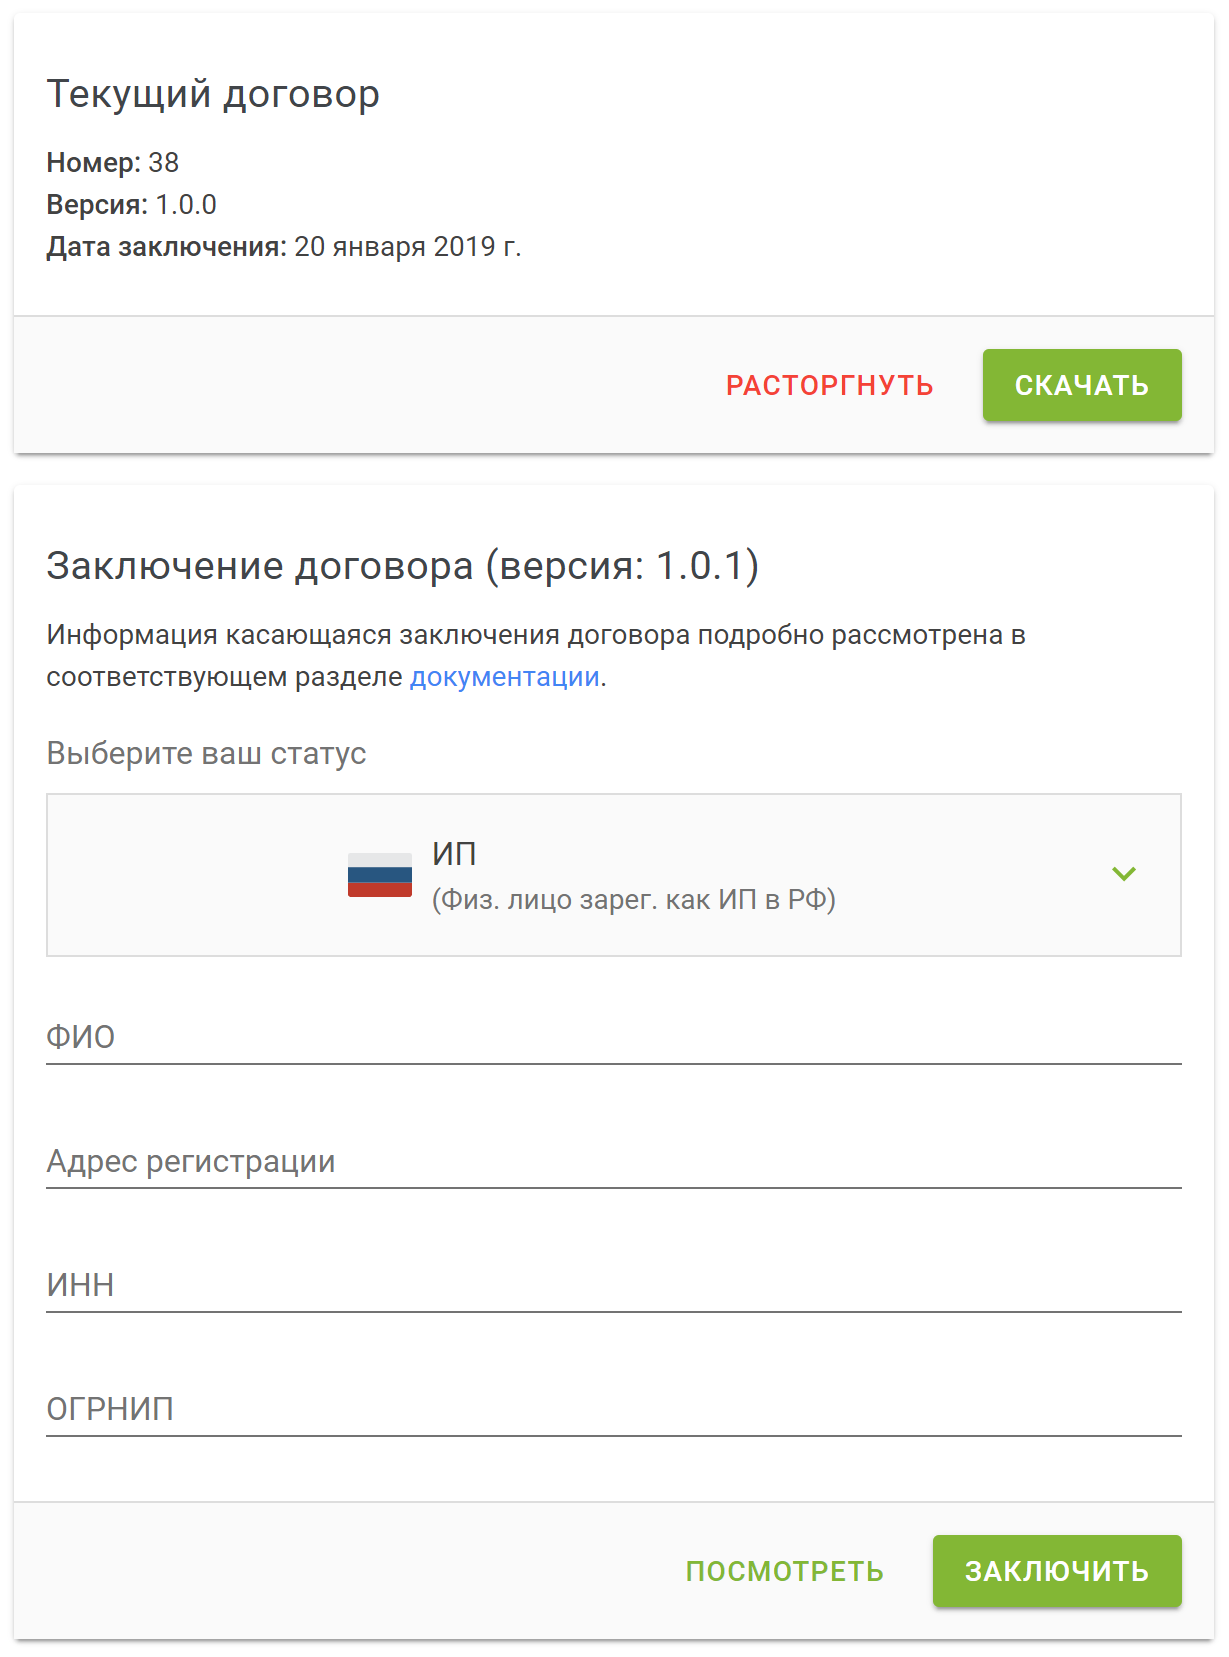 Текущий договор
Номер: 38
Версия: 1.0.0
Дата заключения: 20 января 2019 г.
РАСТОРГНУТЬ СКАЧАТЬ
Заключение договора (версия: 1.0.1)
Информация касающаяся заключения договора подробно рассмотрена в
соответствующем разделе документации.
Выберите ваш статус
ИП
(Физ. лицо зарег. как ИП в РФ)
ФИО
Адрес регистрации
ИНН
ОГРНИП
ПОСМОТРЕТЬ ЗАКЛЮЧИТЬ